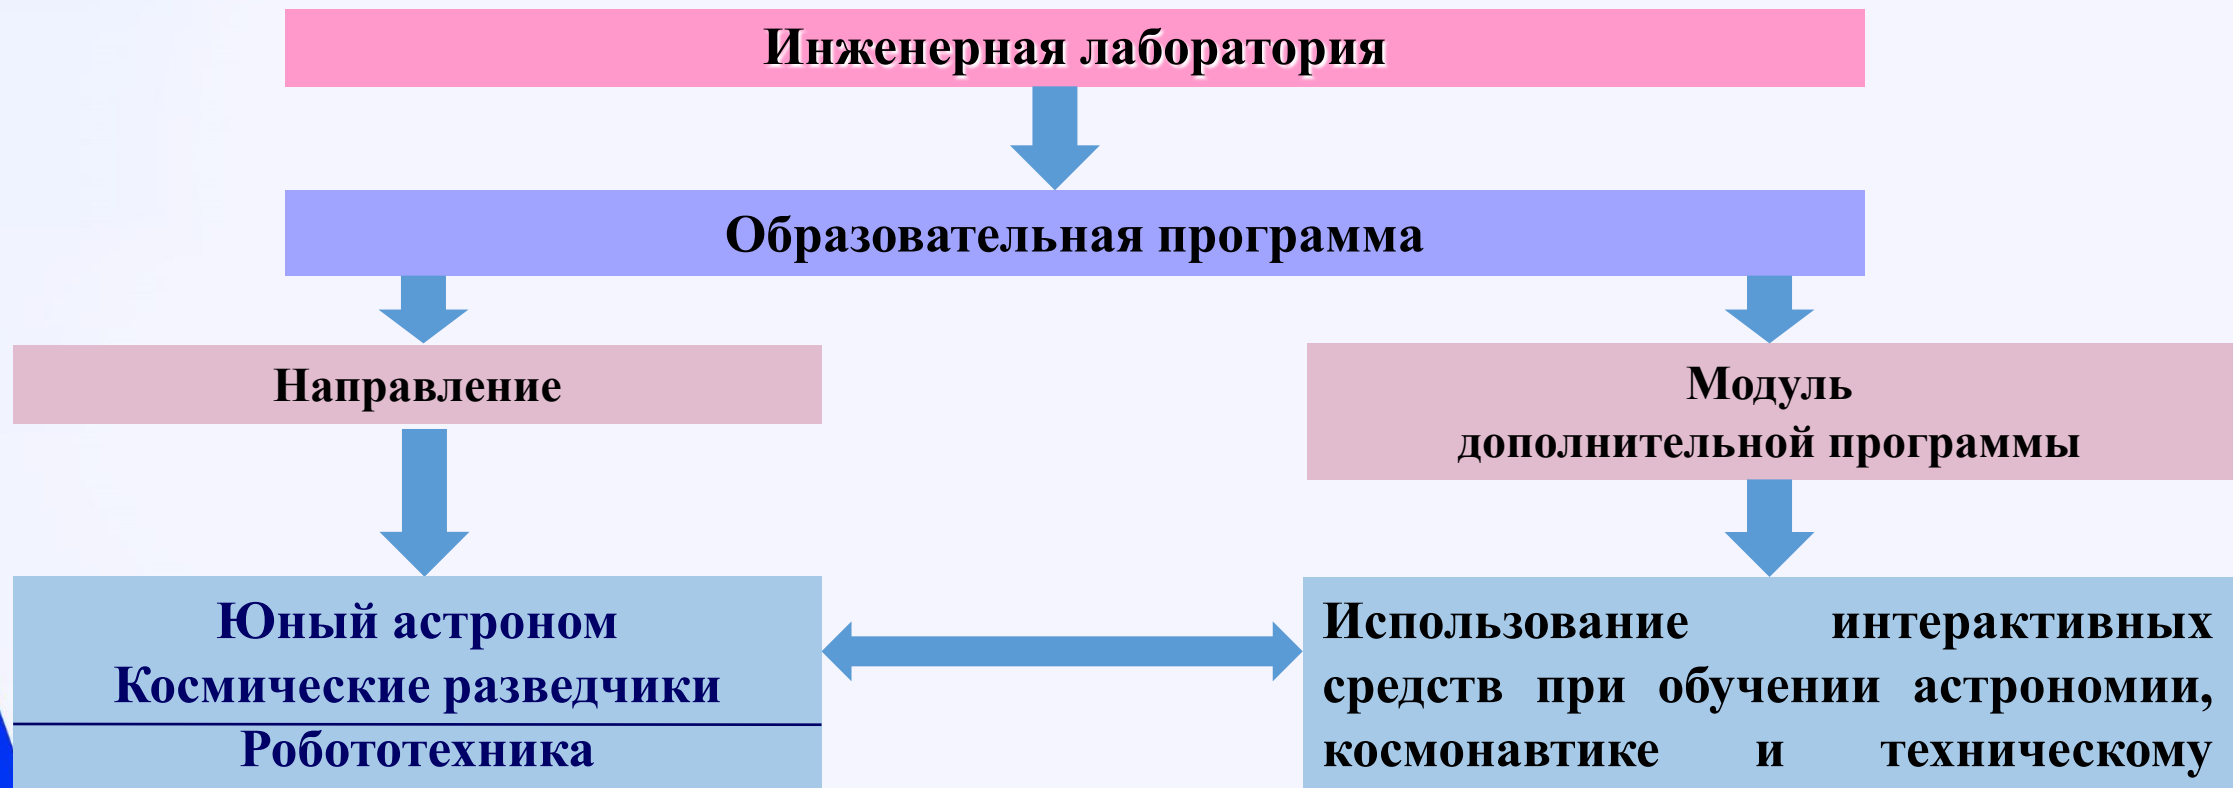 Инженерная лаборатория
Образовательная программа
Направление
Модуль
дополнительной программы
Юный астроном
Космические разведчики
Робототехника
Использование интерактивных
средств при обучении астрономии,
космонавтике и техническому